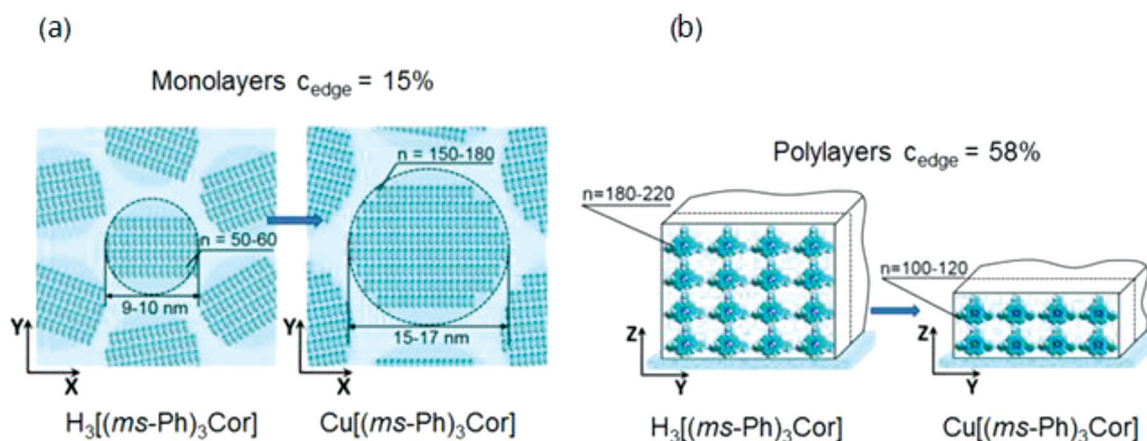 (a)
Monolayers c_edge = 15%
n = 50-60
9-10 nm
Y
X
H₃[(ms-Ph)₃Cor]
n = 150-180
15-17 nm
Y
X
Cu[(ms-Ph)₃Cor]
(b)
Polylayers c_edge = 58%
n=180-220
Z
Y
H₃[(ms-Ph)₃Cor]
n=100-120
Z
Y
Cu[(ms-Ph)₃Cor]